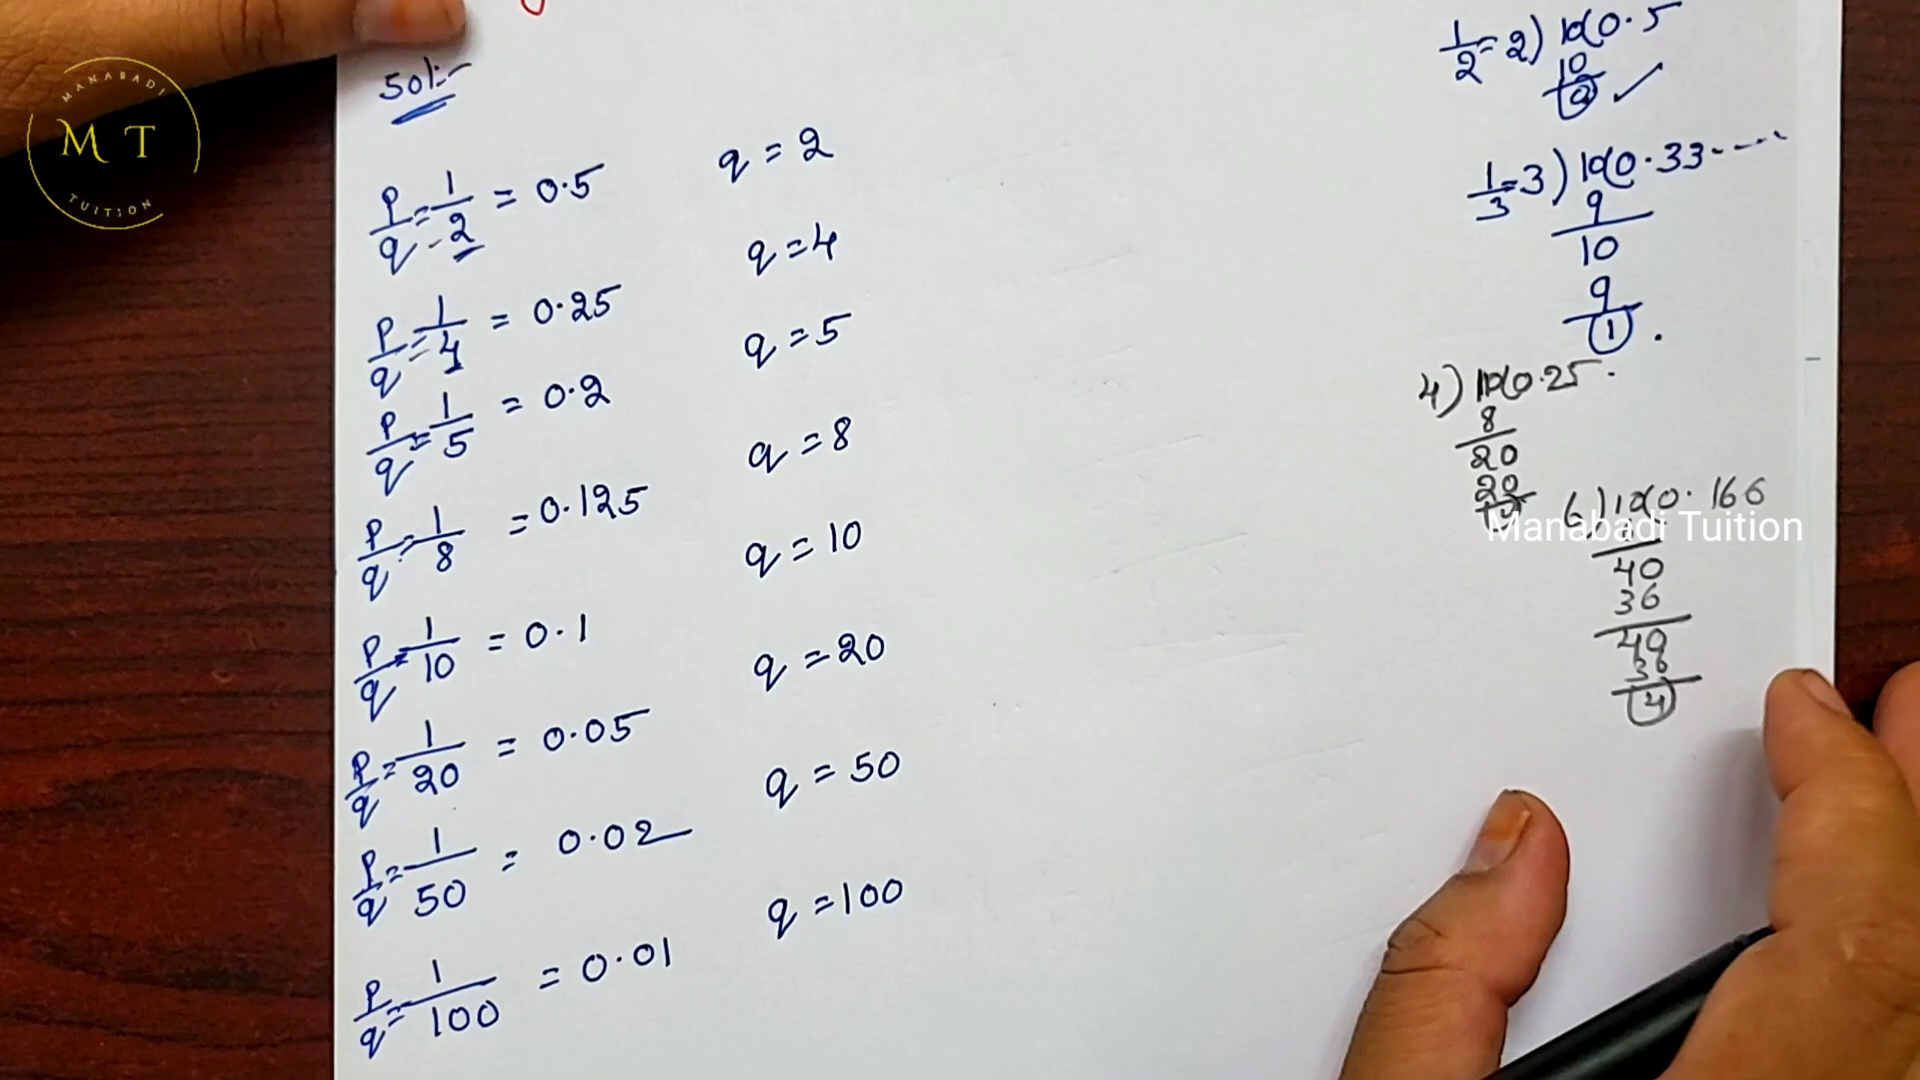 MANABADI
M T
TUITION
Sol:-
p/q = 1/2 = 0.5
p/q = 1/4 = 0.25
p/q = 1/5 = 0.2
p/q = 1/8 = 0.125
p/q = 1/10 = 0.1
p/q = 1/20 = 0.05
p/q = 1/50 = 0.02
p/q = 1/100 = 0.01
q = 2
q = 4
q = 5
q = 8
q = 10
q = 20
q = 50
q = 100
1/2 = 2) 10(0.5
10
0
1/3 = 3) 10(0.33----
9
10
9
1
4) 10(0.25
8
20
20
6) 10(0.166
Manabadi Tuition
40
36
40
36
4